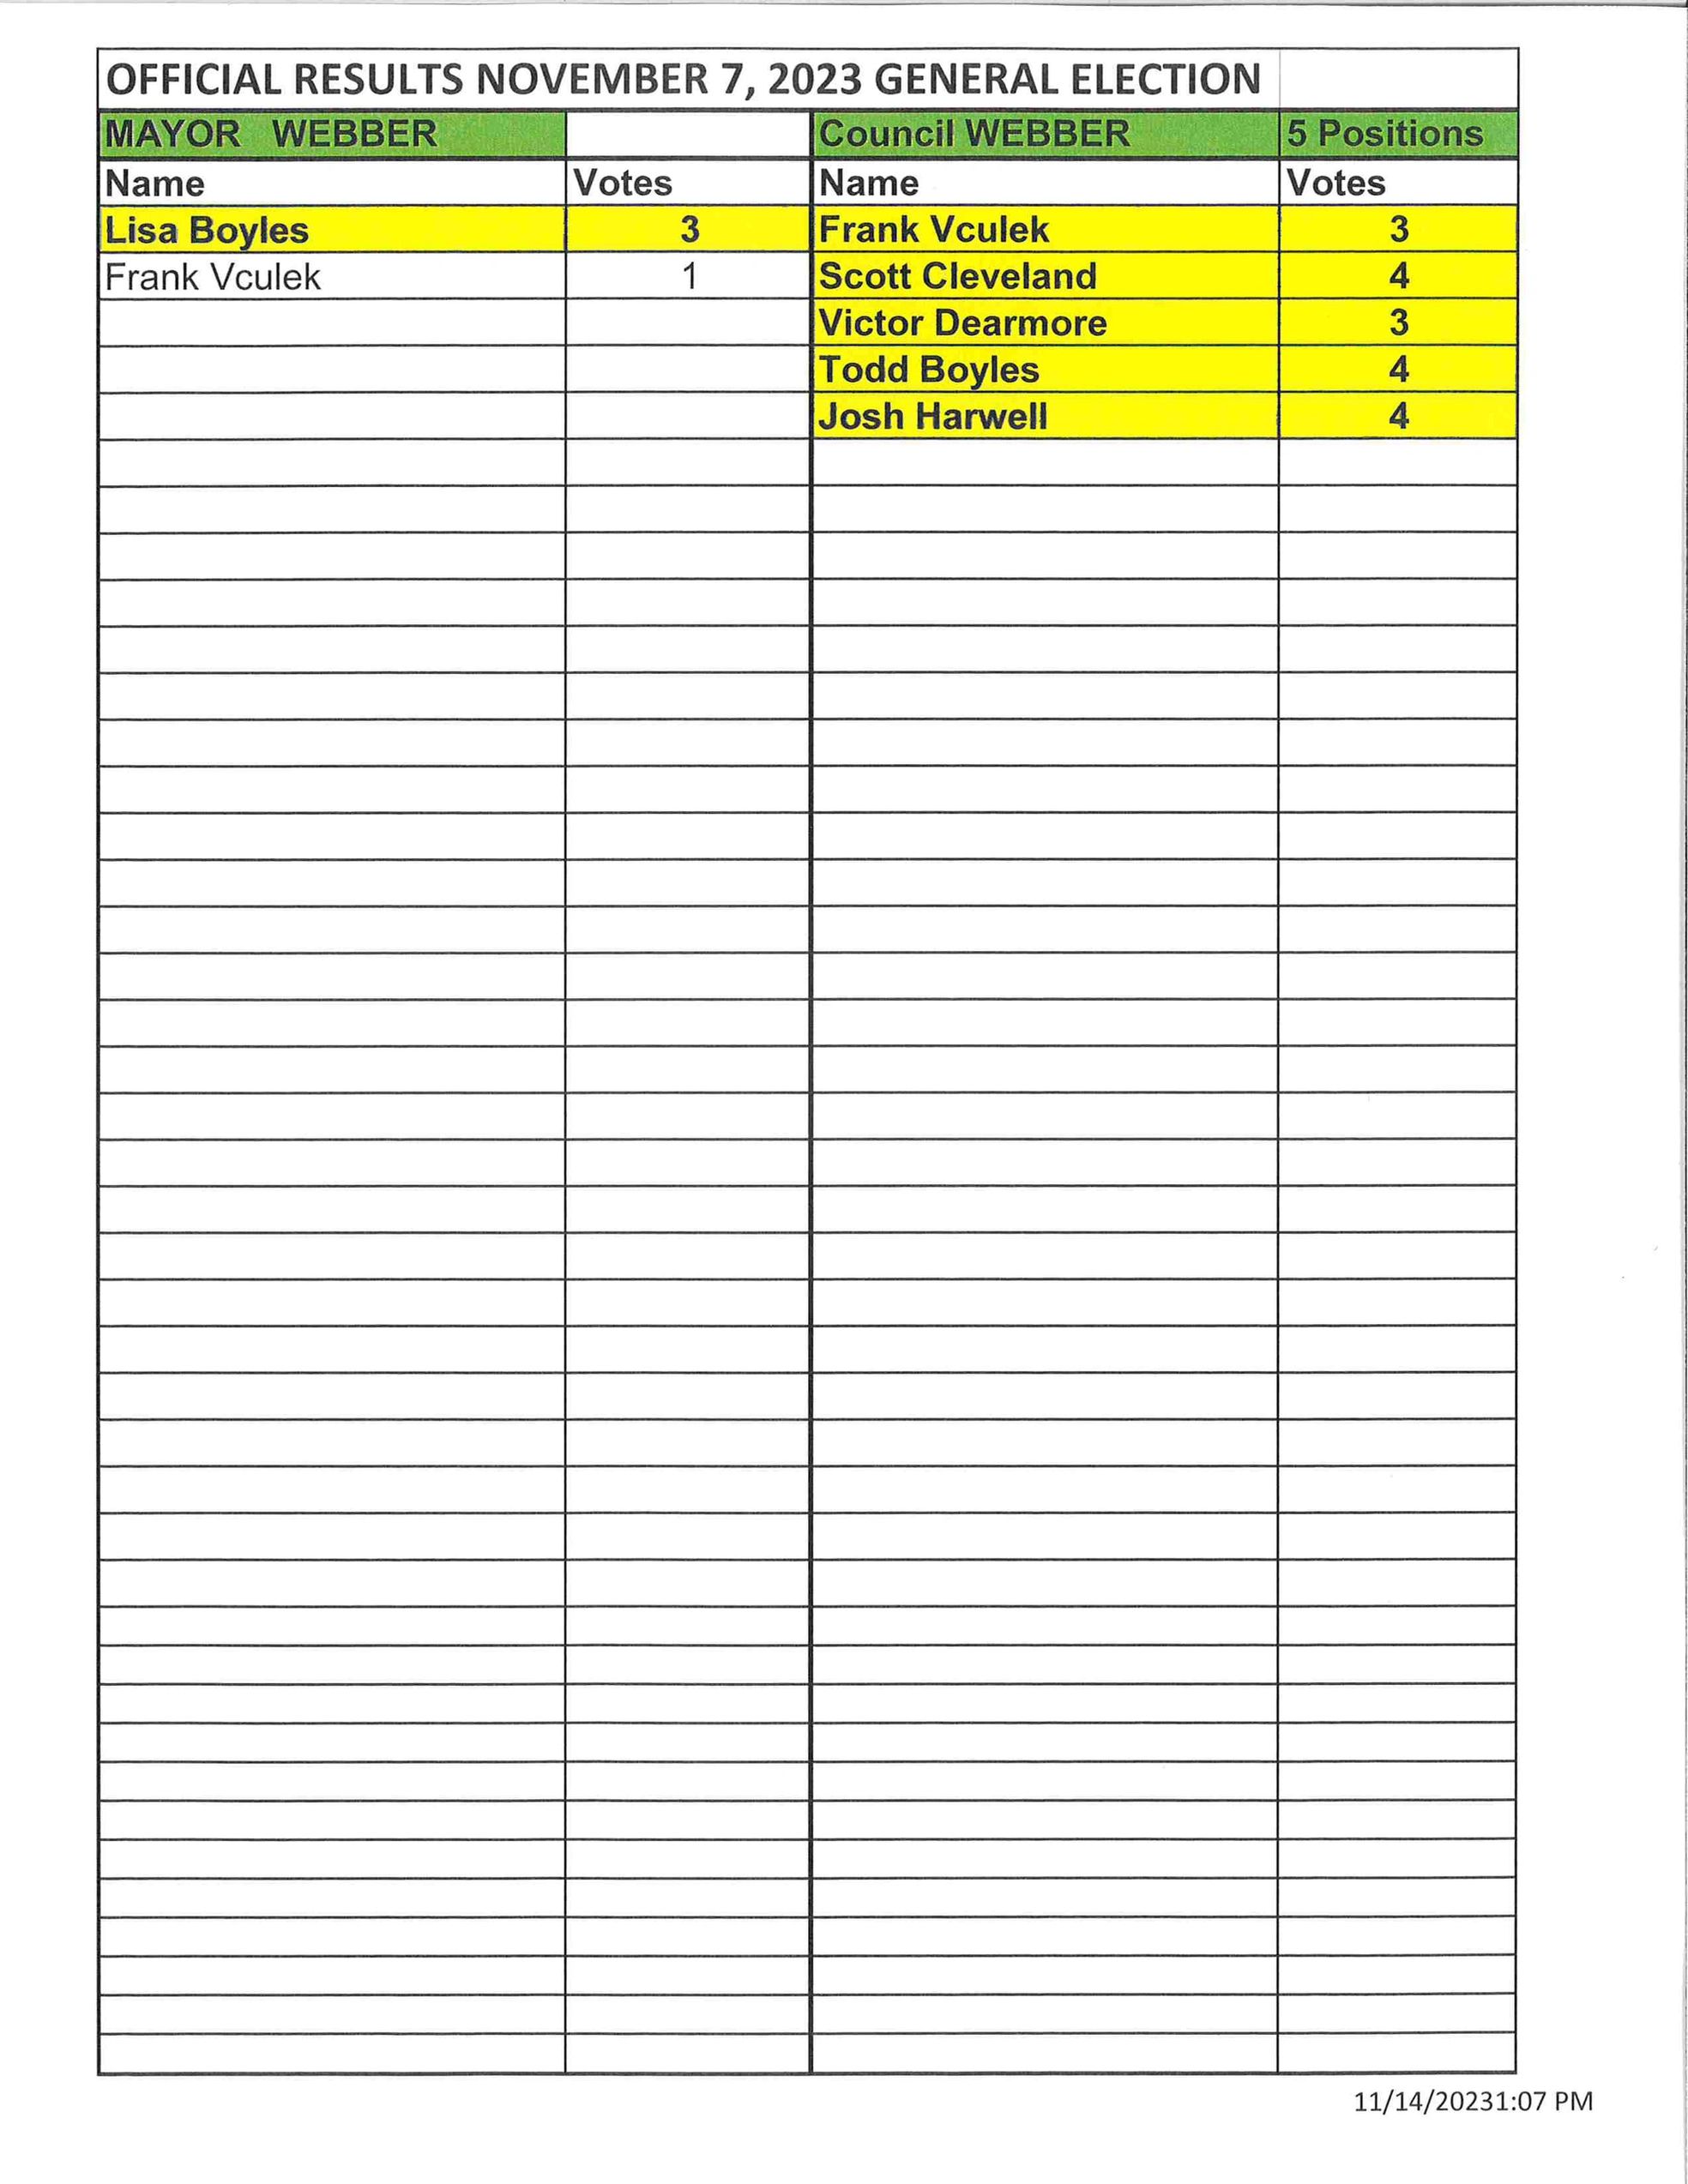 OFFICIAL RESULTS NOVEMBER 7, 2023 GENERAL ELECTION
MAYOR WEBBER Council WEBBER 5 Positions
Name Votes Name Votes
Lisa Boyles 3 Frank Vculek 3
Frank Vculek 1 Scott Cleveland 4
Victor Dearmore 3
Todd Boyles 4
Josh Harwell 4
11/14/20231:07 PM